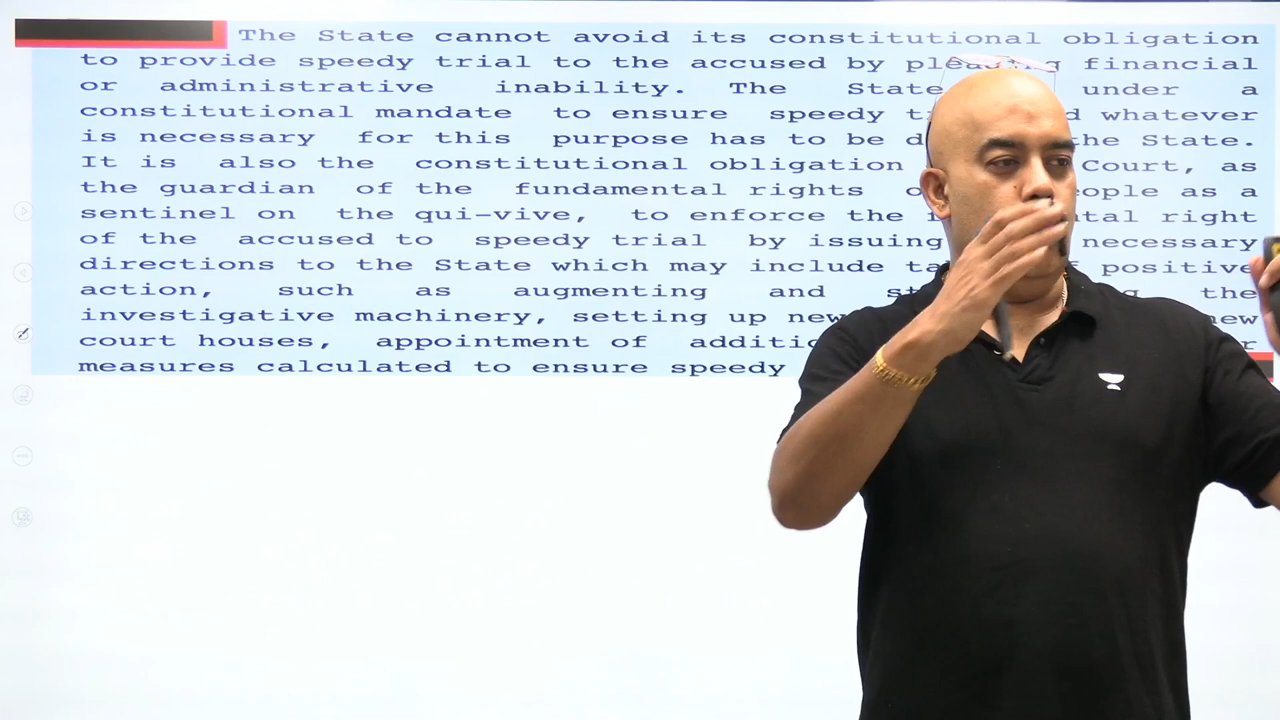 The State cannot avoid its constitutional obligation
to provide speedy trial to the accused by pleading financial
or administrative inability. The State under a
constitutional mandate to ensure speedy whatever
is necessary for this purpose has to be the State.
It is also the constitutional obligation Court, as
the guardian of the fundamental rights as a
sentinel on the qui-vive, to enforce the right
of the accused to speedy trial by issuing necessary
directions to the State which may include positive
action, such as augmenting and the
investigative machinery, setting up new new
court houses, appointment of
measures calculated to ensure speedy